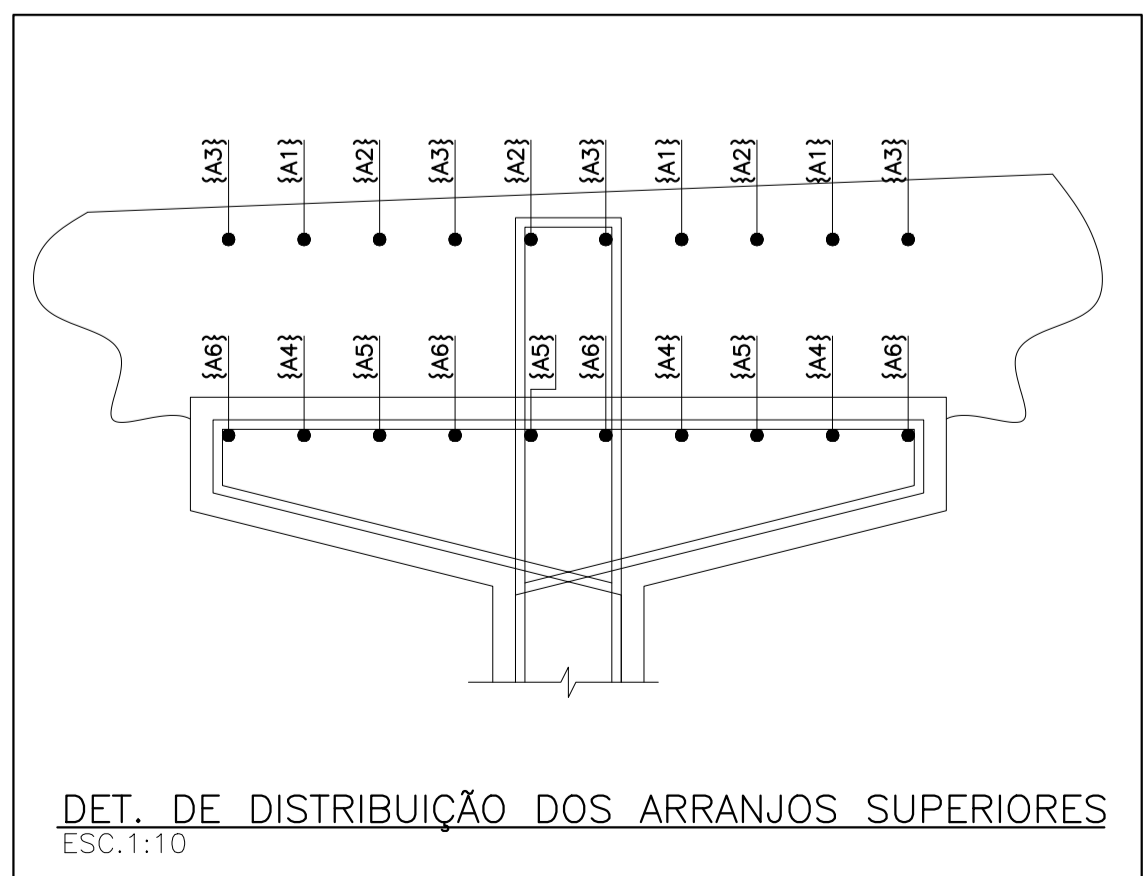 {A3} {A1} {A2} {A3} {A2} {A3} {A1} {A2} {A1} {A3}
{A6} {A4} {A5} {A6} {A5} {A6} {A4} {A5} {A4} {A6}
DET. DE DISTRIBUIÇÃO DOS ARRANJOS SUPERIORES
ESC.1:10